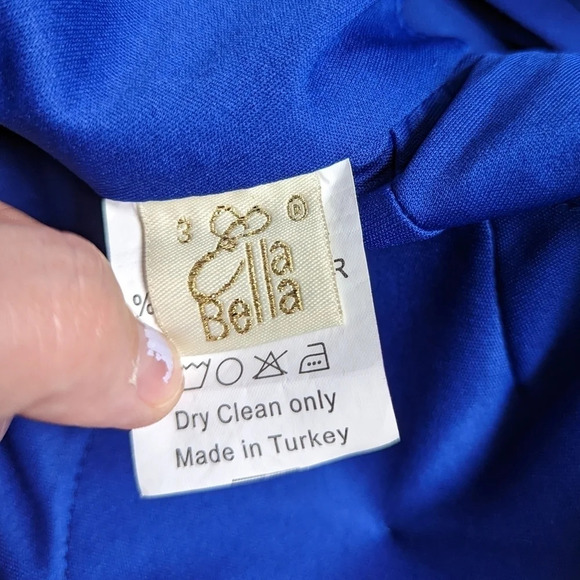 3 ®
Ella
Bella
% R
Dry Clean only
Made in Turkey